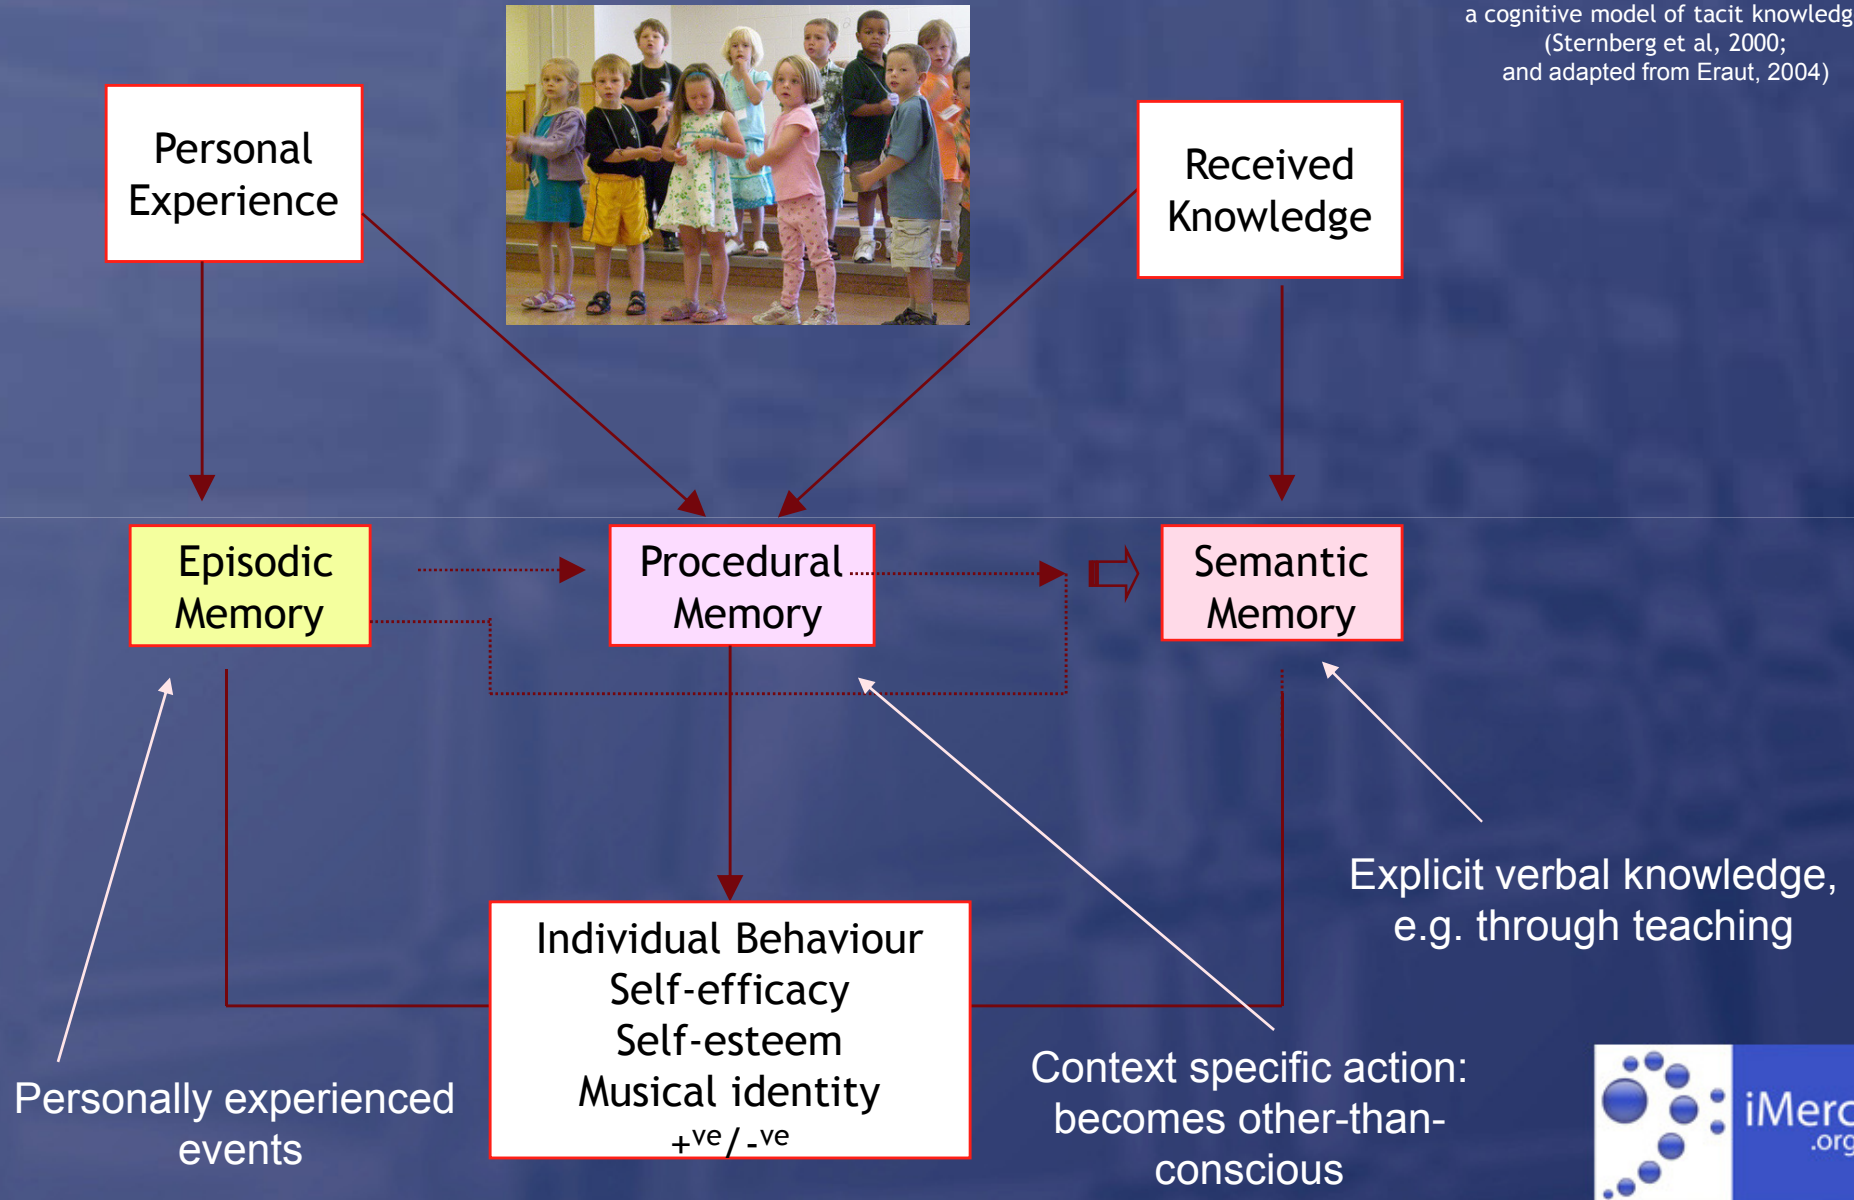 a cognitive model of tacit knowledg
(Sternberg et al, 2000;
and adapted from Eraut, 2004)
Personal
Experience
Received
Knowledge
Episodic
Memory
Procedural
Memory
Semantic
Memory
Explicit verbal knowledge,
e.g. through teaching
Individual Behaviour
Self-efficacy
Self-esteem
Musical identity
+ve/-ve
Personally experienced
events
Context specific action:
becomes other-than-
conscious
iMerc
.org